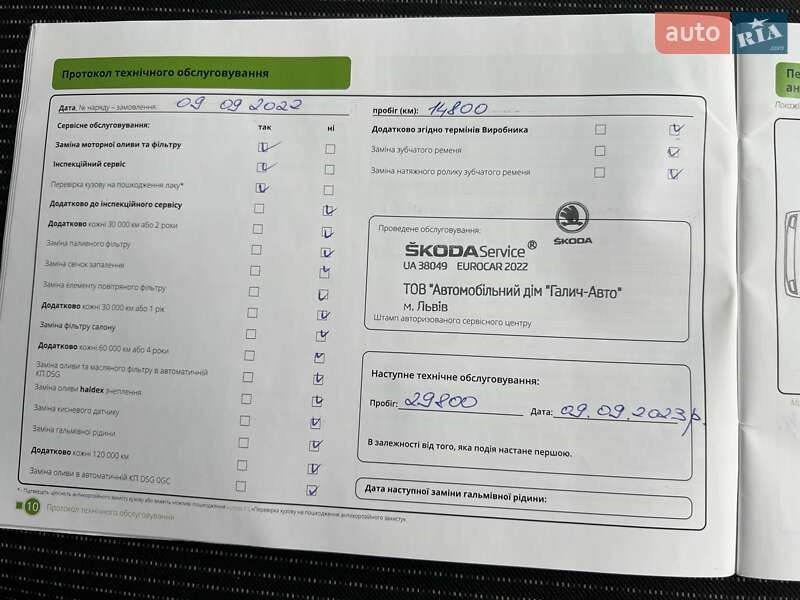 auto RIA.com
Протокол технічного обслуговування
Дата, № наряду – замовлення: 09 09 2022
Сервісне обслуговування: так ні
Заміна моторної оливи та фільтру
Інспекційний сервіс
Перевірка кузову на пошкодження лаку*
Додатково до інспекційного сервісу
Додатково кожні 30 000 км або 2 роки
Заміна паливного фільтру
Заміна свічок запалення
Заміна елементу повітряного фільтру
Додатково кожні 30 000 км або 1 рік
Заміна фільтру салону
Додатково кожні 60 000 км або 4 роки
Заміна оливи та масляного фільтру в автоматичній
КП DSG
Заміна оливи haldex зчеплення
Заміна кисневого датчику
Заміна гальмівної рідини
Додатково кожні 120 000 км
Заміна оливи в автоматичній КП DSG 0GC
пробіг (км): 14800
Додатково згідно термінів Виробника
Заміна зубчатого ременя
Заміна натяжного ролику зубчатого ременя
Проведене обслуговування:
ŠKODA
ŠKODA Service®
UA 38049 EUROCAR 2022
ТОВ "Автомобільний дім "Галич-Авто"
м. Львів
Штамп авторизованого сервісного центру
Наступне технічне обслуговування:
Пробіг: 29800 Дата: 09.09.2023р.
В залежності від того, яка подія настане першою.
Дата наступної заміни гальмівної рідини:
10 Протокол технічного обслуговування
Пе
ан